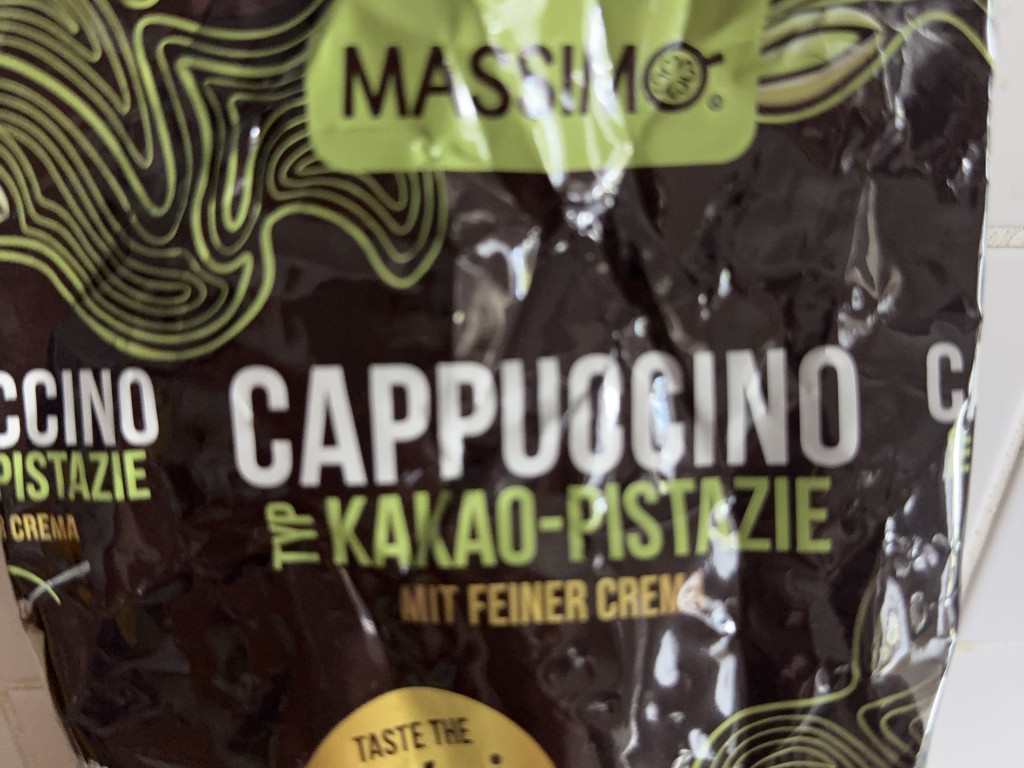 MASSIMO
CCINO
PISTAZIE
CREMA
CAPPUCCINO
TYP KAKAO-PISTAZIE
MIT FEINER CREMA
TASTE THE